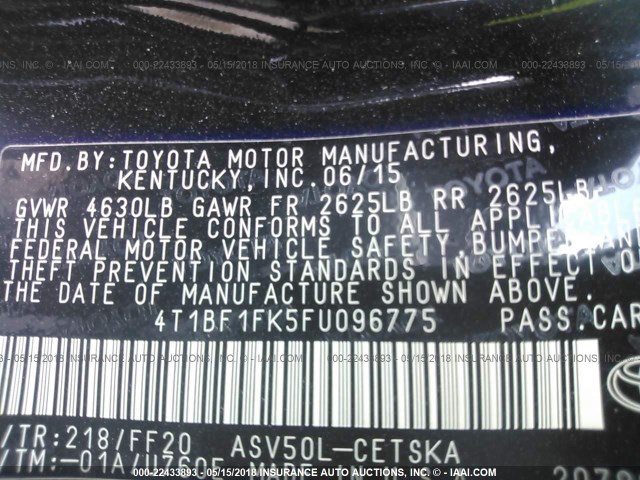 000-22433893 - 05/15/2018 - INSURANCE AUTO AUCTIONS, INC. - IAAI.COM
MFD.BY:TOYOTA MOTOR MANUFACTURING,
KENTUCKY,INC.06/15
GVWR 4630LB GAWR FR 2625LB RR 2625LB
THIS VEHICLE CONFORMS TO ALL APPLICABLE
FEDERAL MOTOR VEHICLE SAFETY,BUMPER,AND
THEFT PREVENTION STANDARDS IN EFFECT ON
THE DATE OF MANUFACTURE SHOWN ABOVE.
4T1BF1FK5FU096775 PASS.CAR
/TR:218/FF20 ASV50L-CETSKA
/TM:-01A/U760E